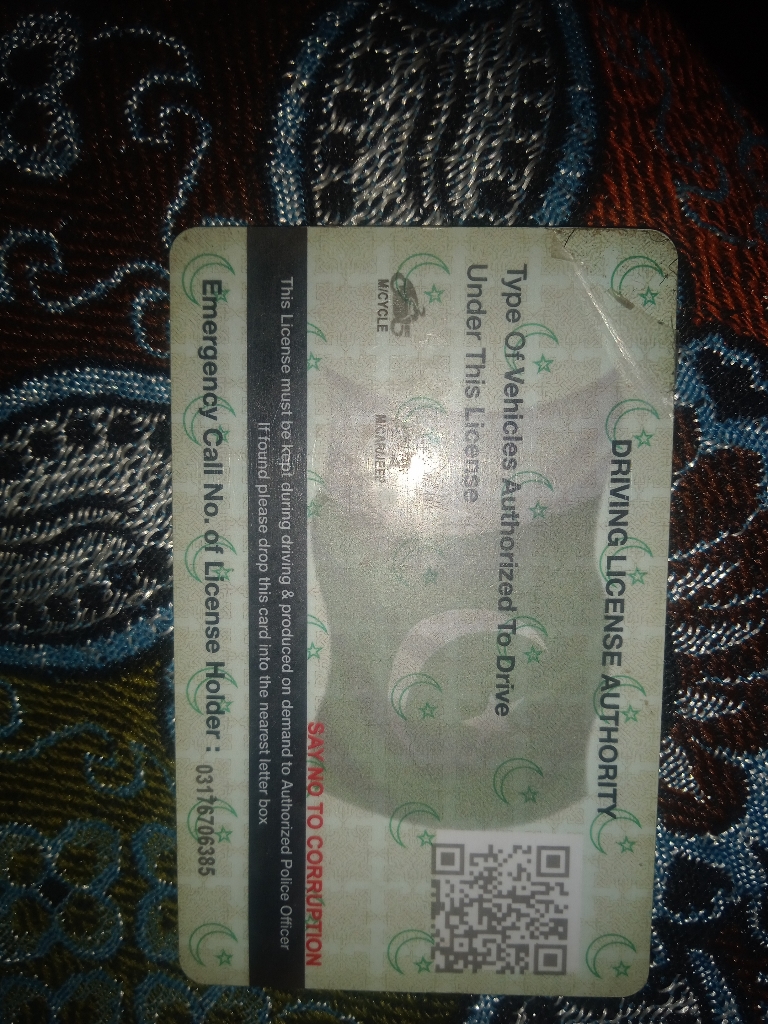 DRIVING LICENSE AUTHORITY
Type Of Vehicles Authorized To Drive
Under This License
M/CYCLE
M/CAR/JEEP
SAY NO TO CORRUPTION
This License must be kept during driving & produced on demand to Authorized Police Officer
If found please drop this card into the nearest letter box
Emergency Call No. of License Holder : 03176706385